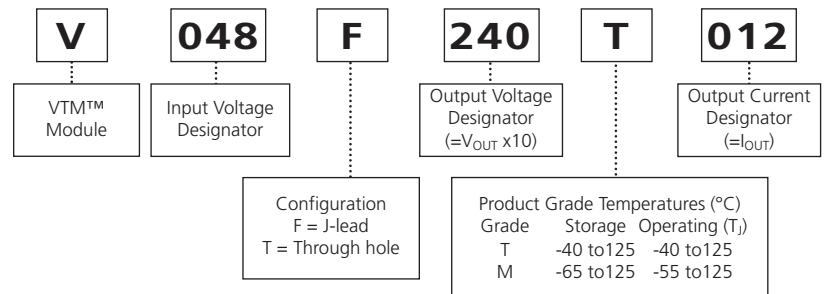 V 048 F 240 T 012
VTM™
Module
Input Voltage
Designator
Output Voltage
Designator
(=VOUT x10)
Output Current
Designator
(=IOUT)
Configuration
F = J-lead
T = Through hole
Product Grade Temperatures (°C)
Grade Storage Operating (TJ)
T -40 to125 -40 to125
M -65 to125 -55 to125